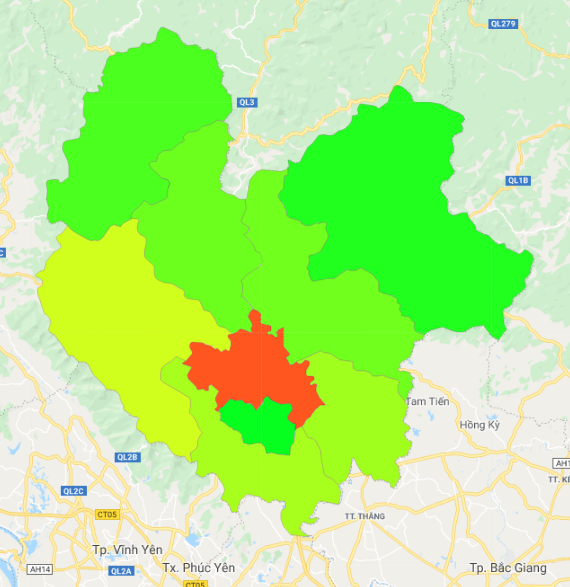 QL279
QL3
QL1B
C
Tam Tiến
Hồng Kỳ
QL2B
AH1
TT. KÉ
QL2C
CT05
TT. THẮNG
Tp. Vĩnh Yên
AH14
QL2A
Tx. Phúc Yên
Tp. Bắc Giang
CT05